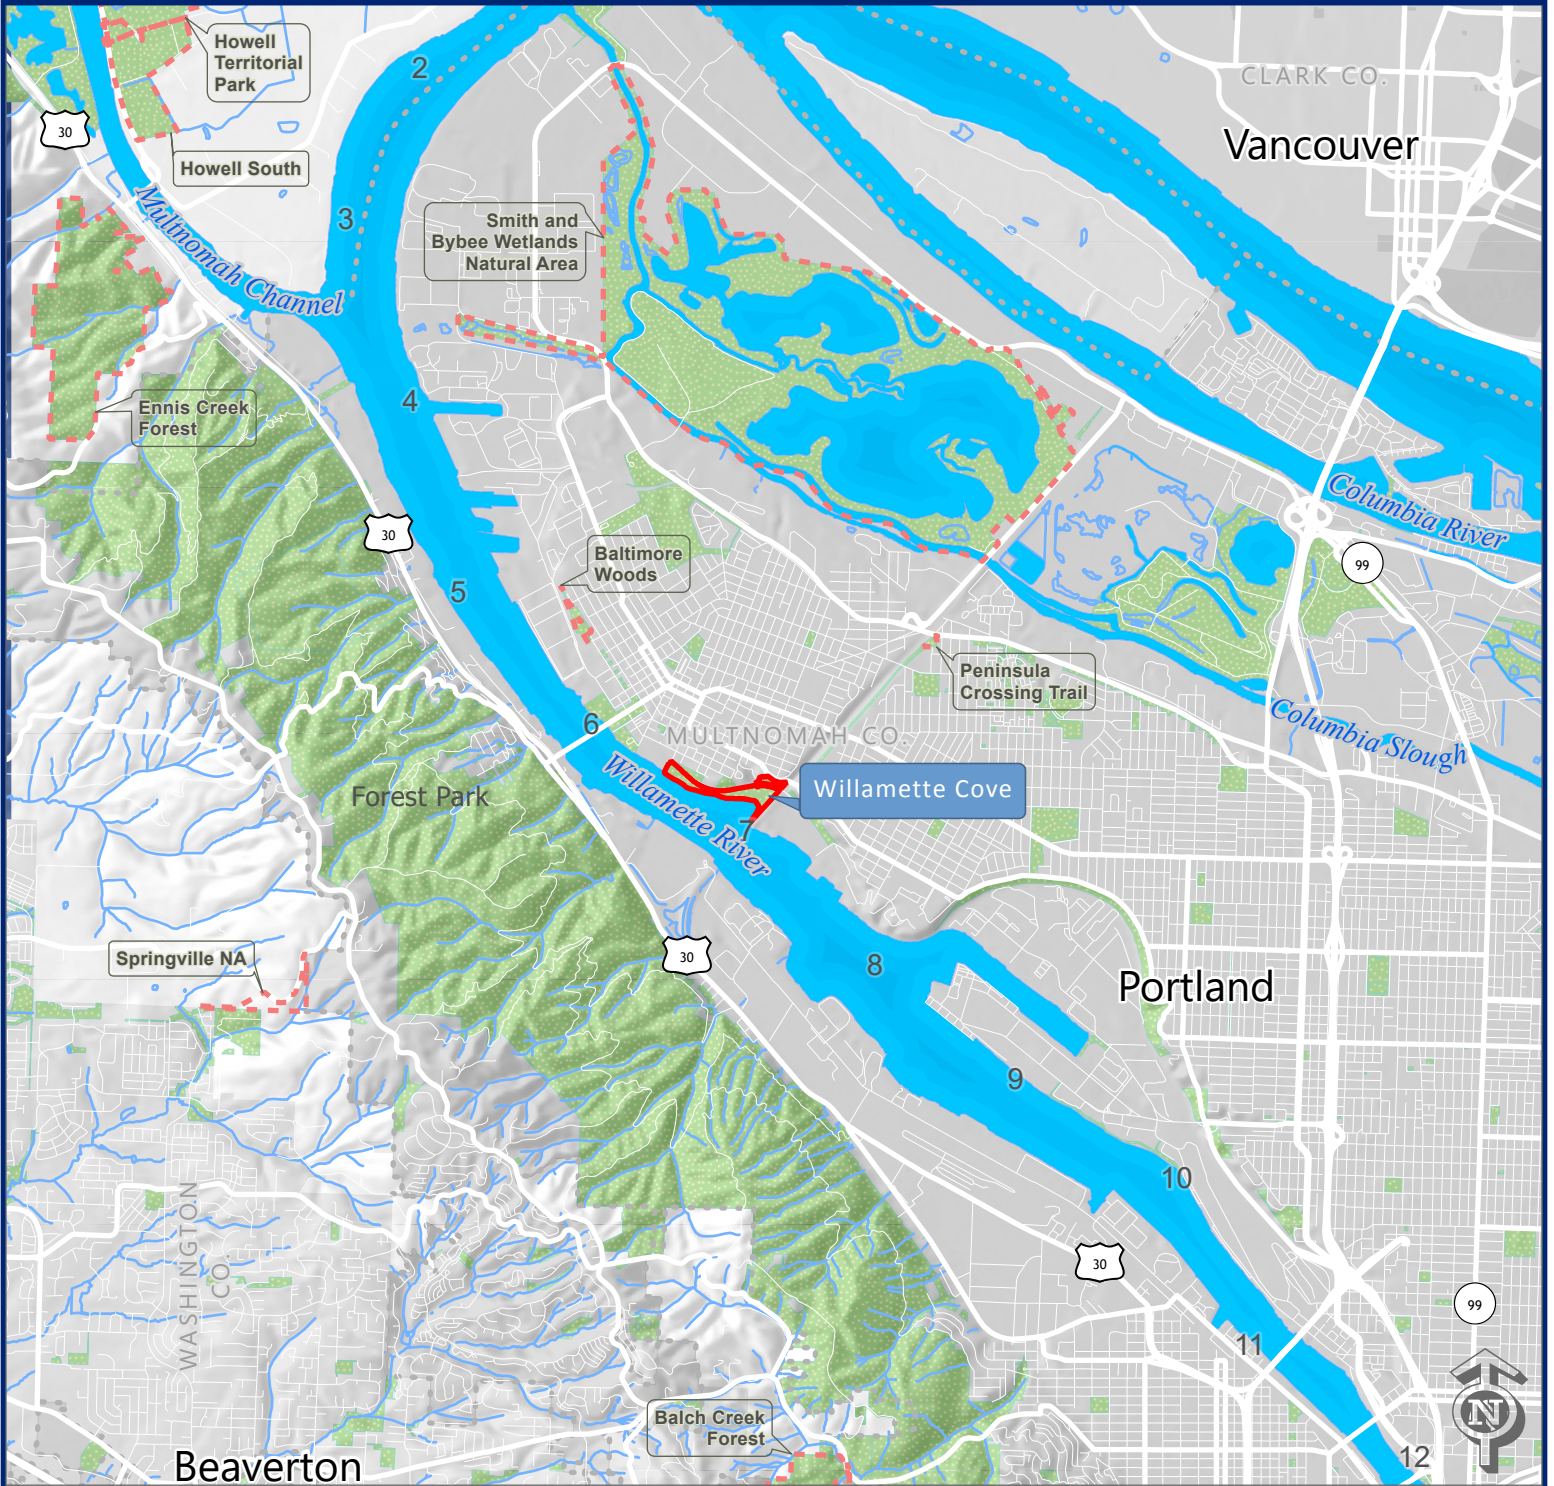 Howell
Territorial
Park
2
CLARK CO.
30
Vancouver
Howell South
3
Multnomah Channel
Smith and
Bybee Wetlands
Natural Area
4
Ennis Creek
Forest
Columbia River
30
99
Baltimore
Woods
5
Peninsula
Crossing Trail
6
MULTNOMAH CO.
Columbia Slough
Willamette River
Willamette Cove
Forest Park
7
Springville NA
30
8
Portland
9
10
WASHINGTON
CO.
30
99
11
N
Balch Creek
Forest
Beaverton
12